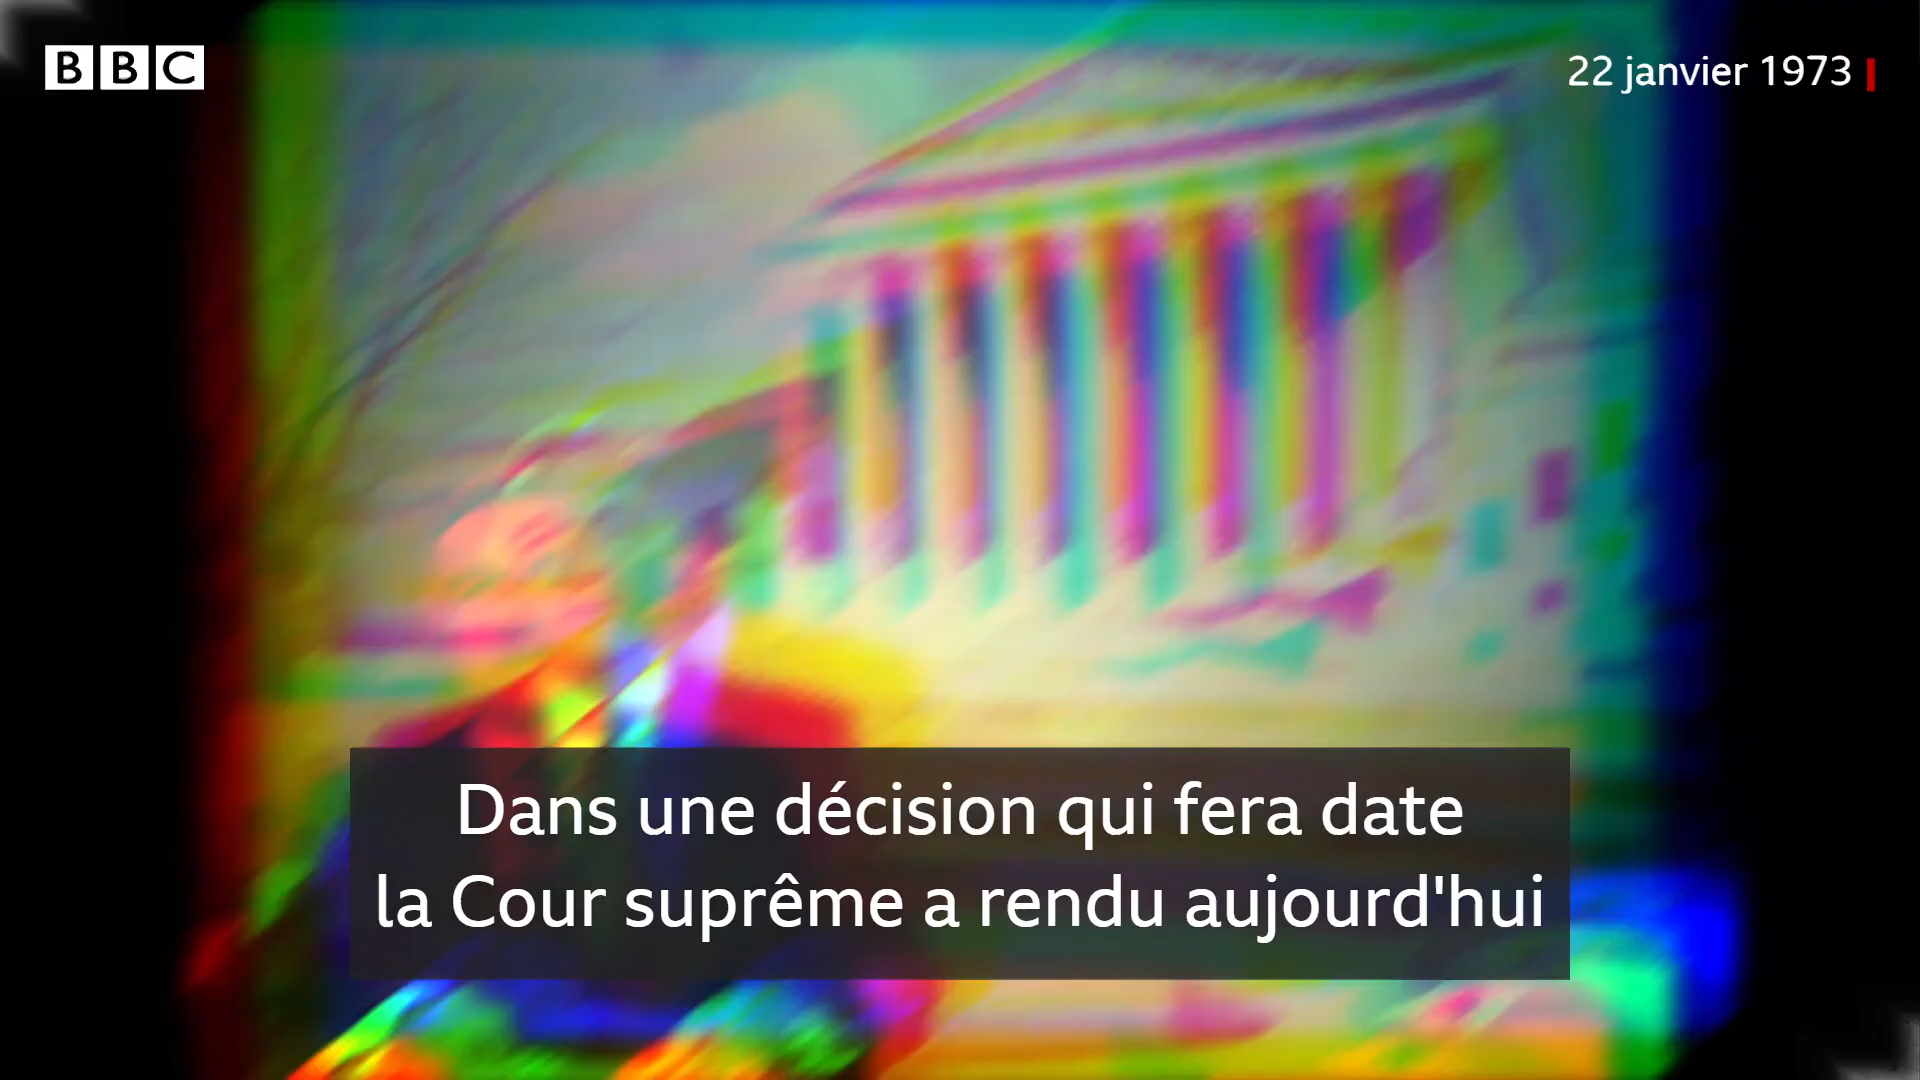 BBC
22 janvier 1973
Dans une décision qui fera date
la Cour suprême a rendu aujourd'hui